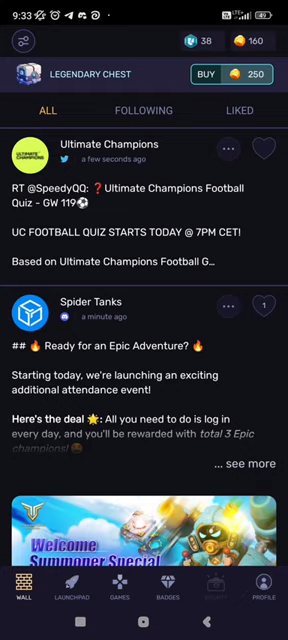 9:33
38
160
LEGENDARY CHEST
BUY
250
ALL
FOLLOWING
LIKED
ULTIMATE
CHAMPIONS
Ultimate Champions
a few seconds ago
RT @SpeedyQQ: ❓Ultimate Champions Football
Quiz - GW 119⚽
UC FOOTBALL QUIZ STARTS TODAY @ 7PM CET!
Based on Ultimate Champions Football G…
Spider Tanks
a minute ago
1
## 🔥 Ready for an Epic Adventure? 🔥
Starting today, we're launching an exciting
additional attendance event!
Here's the deal 🌟: All you need to do is log in
every day, and you'll be rewarded with total 3 Epic
champions!
... see more
Welcome
Summoner Special
WALL
LAUNCHPAD
GAMES
BADGES
PROFILE